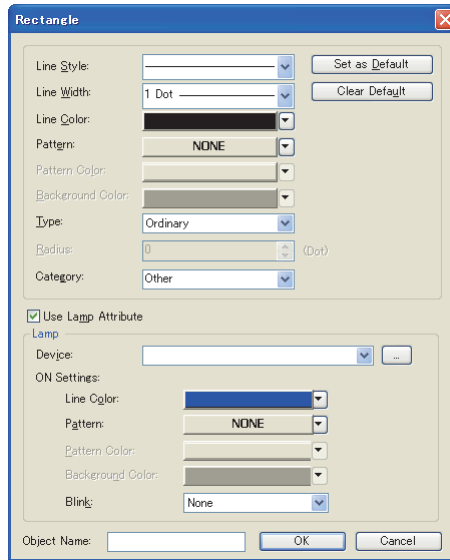 Rectangle
Line Style: Set as Default
Line Width: 1 Dot Clear Default
Line Color:
Pattern: NONE
Pattern Color:
Background Color:
Type: Ordinary
Radius: 0 (Dot)
Category: Other
Use Lamp Attribute
Lamp
Device: ...
ON Settings:
Line Color:
Pattern: NONE
Pattern Color:
Background Color:
Blink: None
Object Name: OK Cancel